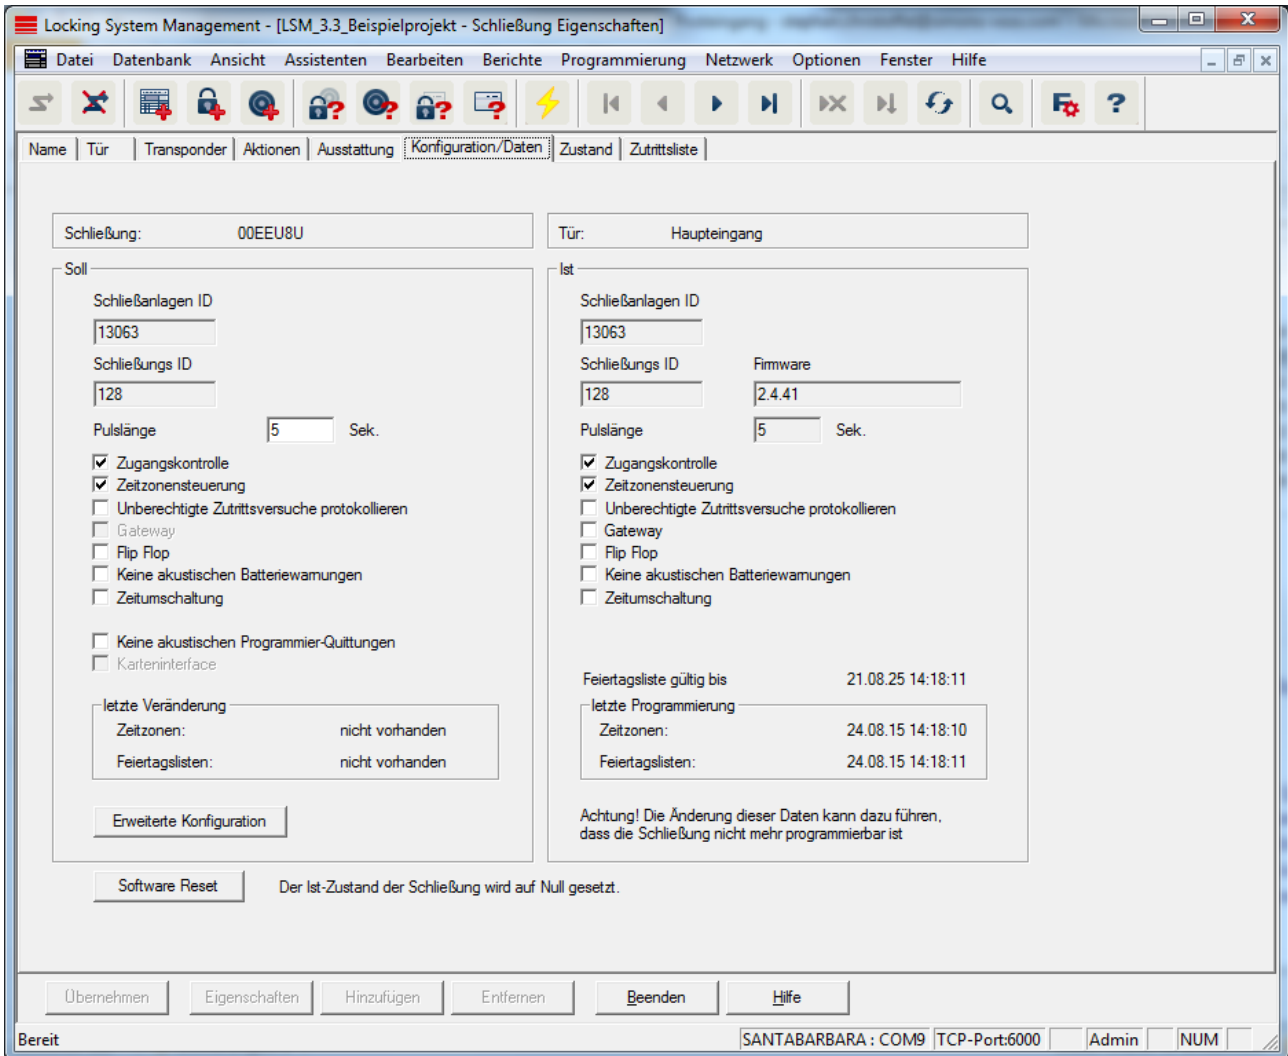 Locking System Management - [LSM_3.3_Beispielprojekt - Schließung Eigenschaften]
Datei Datenbank Ansicht Assistenten Bearbeiten Berichte Programmierung Netzwerk Optionen Fenster Hilfe
Name Tür Transponder Aktionen Ausstattung Konfiguration/Daten Zustand Zutrittsliste
Schließung: 00EEU8U
Tür: Haupteingang
Soll
Schließanlagen ID
13063
Schließungs ID
128
Pulslänge 5 Sek.
Zugangskontrolle
Zeitzonensteuerung
Unberechtigte Zutrittsversuche protokollieren
Gateway
Flip Flop
Keine akustischen Batteriewarnungen
Zeitumschaltung
Keine akustischen Programmier-Quittungen
Karteninterface
letzte Veränderung
Zeitzonen: nicht vorhanden
Feiertagslisten: nicht vorhanden
Erweiterte Konfiguration
Ist
Schließanlagen ID
13063
Schließungs ID Firmware
128 2.4.41
Pulslänge 5 Sek.
Zugangskontrolle
Zeitzonensteuerung
Unberechtigte Zutrittsversuche protokollieren
Gateway
Flip Flop
Keine akustischen Batteriewarnungen
Zeitumschaltung
Feiertagsliste gültig bis 21.08.25 14:18:11
letzte Programmierung
Zeitzonen: 24.08.15 14:18:10
Feiertagslisten: 24.08.15 14:18:11
Achtung! Die Änderung dieser Daten kann dazu führen,
dass die Schließung nicht mehr programmierbar ist
Software Reset Der Ist-Zustand der Schließung wird auf Null gesetzt.
Übernehmen Eigenschaften Hinzufügen Entfernen Beenden Hilfe
Bereit SANTABARBARA : COM9 TCP-Port:6000 Admin NUM